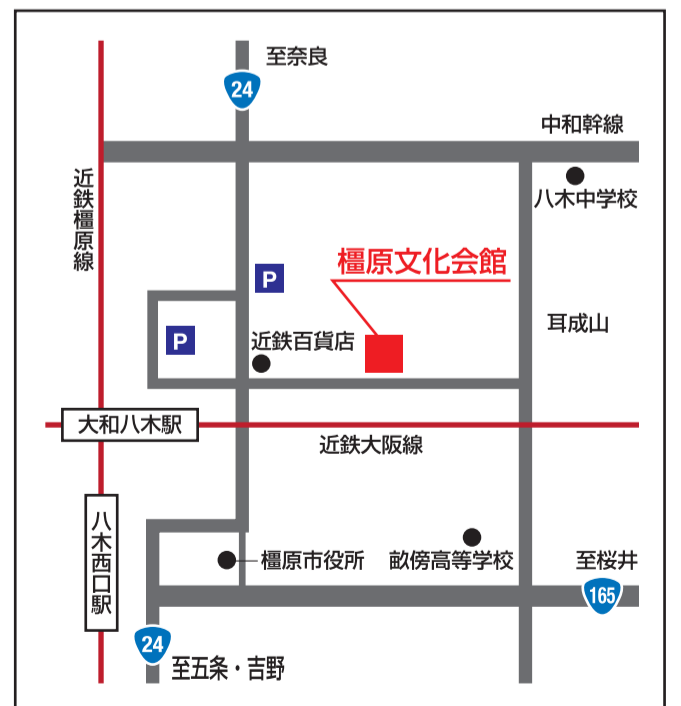 至奈良
24
中和幹線
八木中学校
近鉄橿原線
橿原文化会館
P
耳成山
P
近鉄百貨店
大和八木駅
近鉄大阪線
八木西口駅
橿原市役所
畝傍高等学校
至桜井
165
24
至五条・吉野